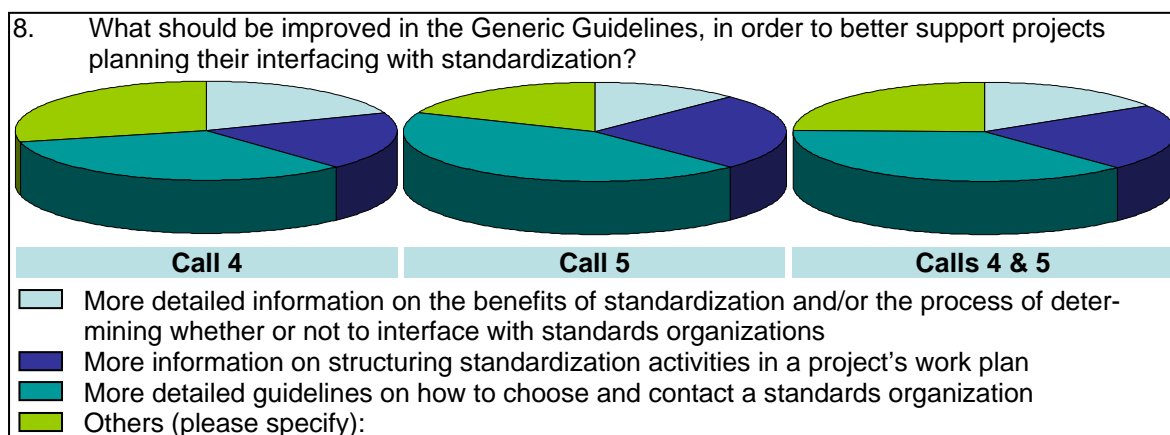 8. What should be improved in the Generic Guidelines, in order to better support projects
planning their interfacing with standardization?
Call 4 Call 5 Calls 4 & 5
More detailed information on the benefits of standardization and/or the process of deter-
mining whether or not to interface with standards organizations
More information on structuring standardization activities in a project's work plan
More detailed guidelines on how to choose and contact a standards organization
Others (please specify):